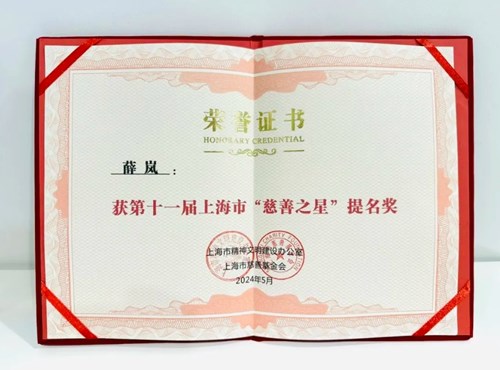 荣誉证书
HONORARY CREDENTIAL
薛岚：
获第十一届上海市“慈善之星”提名奖
上海市精神文明建设办公室
上海市慈善基金会
2024年5月